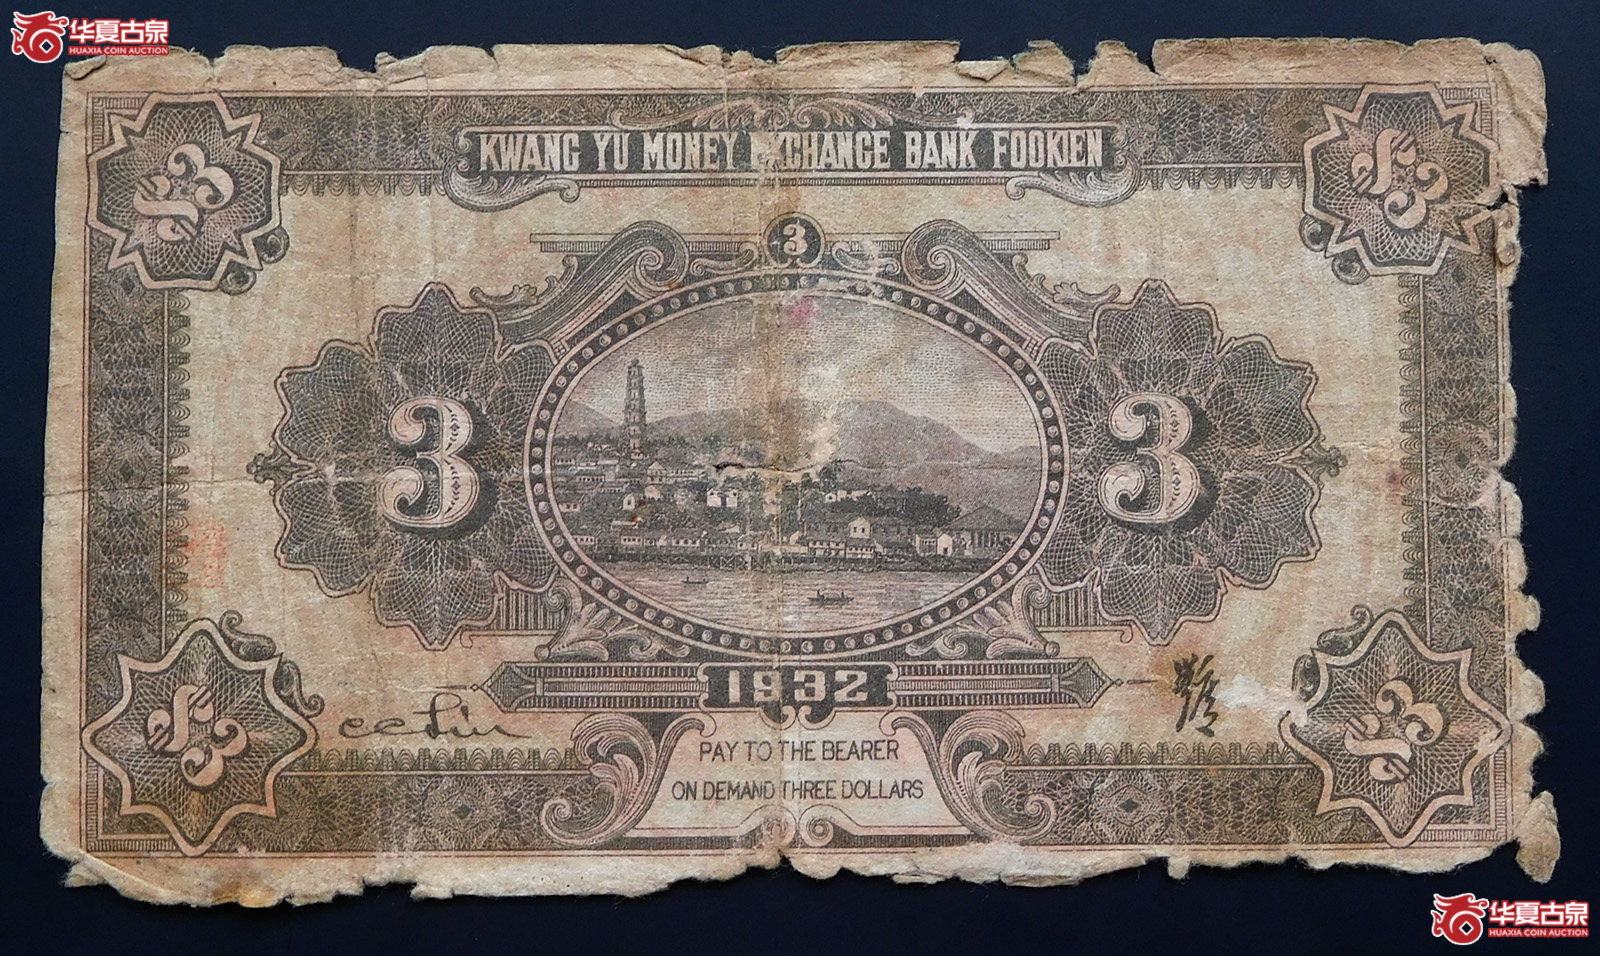 华夏古泉
HUAXIA COIN AUCTION
KWANG YU MONEY EXCHANGE BANK FOOKIEN
$3
$3
3
3
3
1932
C C Lin
PAY TO THE BEARER
ON DEMAND THREE DOLLARS
$3
$3
华夏古泉
HUAXIA COIN AUCTION